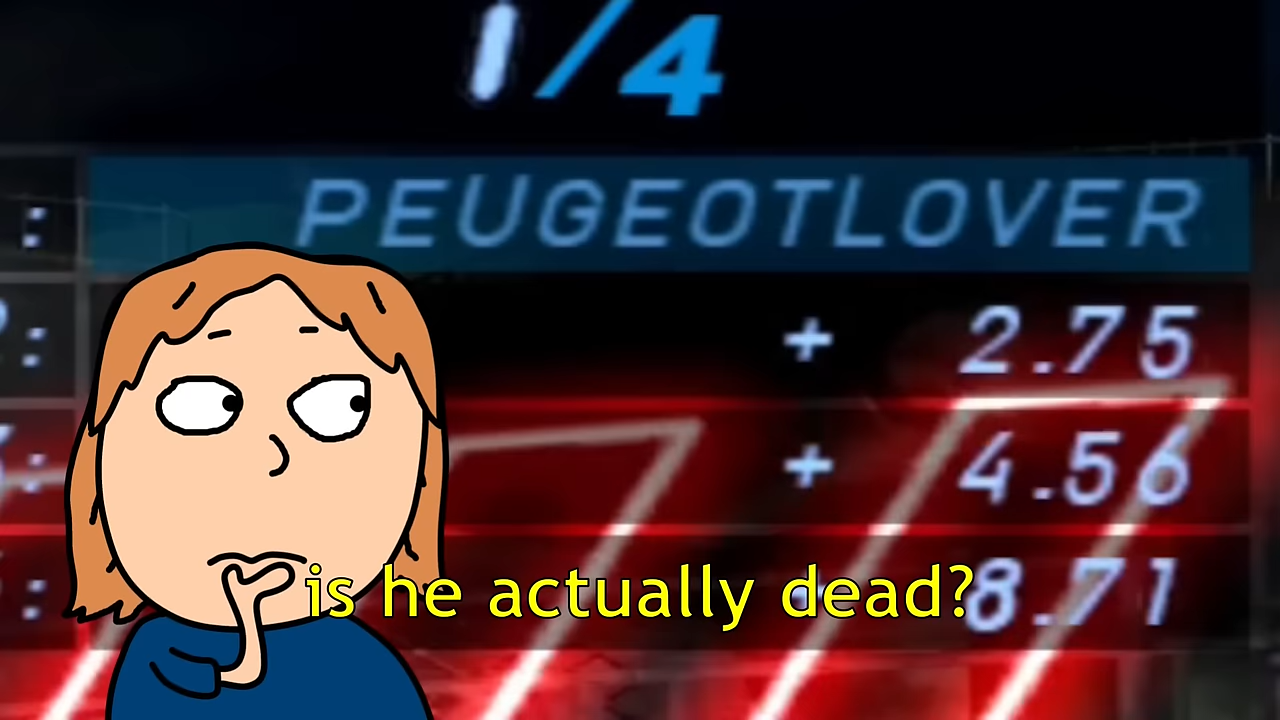 1/4
: PEUGEOTLOVER
: + 2.75
: + 4.56
: 8.71
is he actually dead?